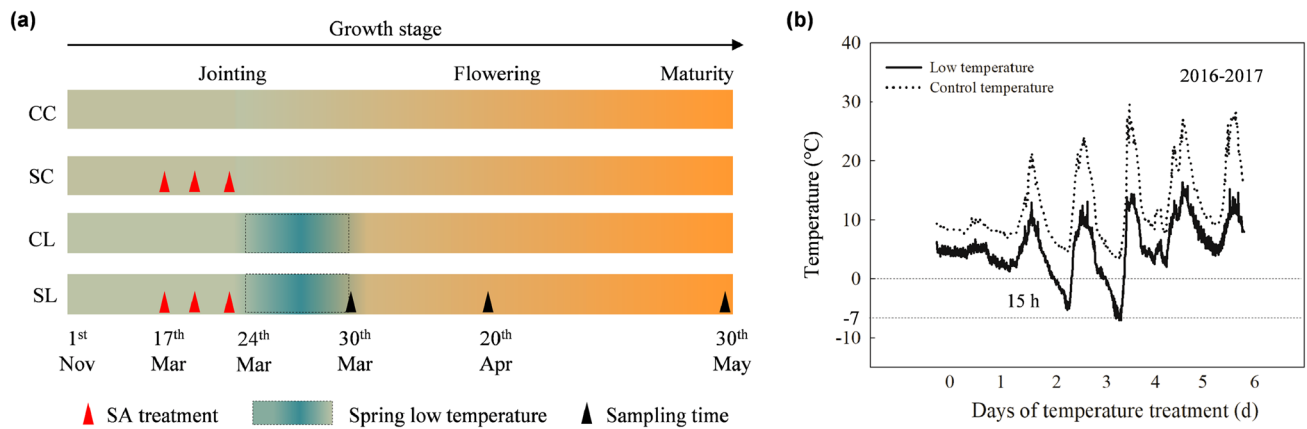 (a)
Growth stage
Jointing Flowering Maturity
CC
SC
CL
SL
1st 17th 24th 30th 20th 30th
Nov Mar Mar Mar Apr May
SA treatment Spring low temperature Sampling time
(b)
40
30
20
10
0
-7
-10
Temperature (°C)
Low temperature
Control temperature
2016-2017
15 h
0 1 2 3 4 5 6
Days of temperature treatment (d)